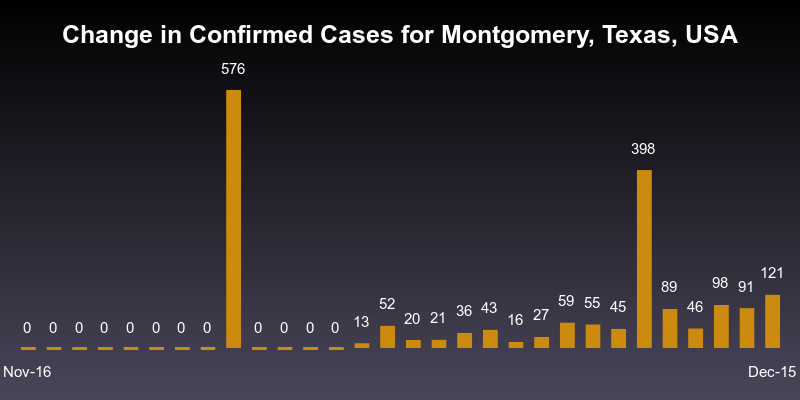 Change in Confirmed Cases for Montgomery, Texas, USA
0 0 0 0 0 0 0 0 576 0 0 0 0 13 52 20 21 36 43 16 27 59 55 45 398 89 46 98 91 121
Nov-16 Dec-15